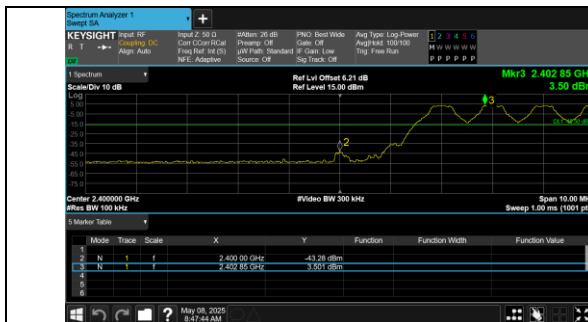 Spectrum Analyzer 1
Swept SA
+
KEYSIGHT Input: RF Input Z: 50 Ω #Atten: 26 dB PNO: Best Wide Avg Type: Log-Power 1 2 3 4 5 6
R T Coupling: DC Corr CCorr RCal Preamp: Off Gate: Off Avg|Hold: 100/100 M W W W W W
Align: Auto Freq Ref: Int (S) µW Path: Standard IF Gain: Low Trig: Free Run
NFE: Adaptive Source: Off Sig Track: Off P P P P P P
1 Spectrum
Scale/Div 10 dB
Ref Lvl Offset 6.21 dB
Ref Level 15.00 dBm
Mkr3 2.402 85 GH
3.50 dBm
Log
5.00
-5.00
-15.0
-25.0
-35.0
-45.0
-55.0
-65.0
-75.0
2
3
Center 2.400000 GHz
#Res BW 100 kHz
#Video BW 300 kHz
Span 10.00 MH
Sweep 1.00 ms (1001 pt
5 Marker Table
Mode Trace Scale X Y Function Function Width Function Value
1
2 N 1 f 2.400 00 GHz -43.28 dBm
3 N 1 f 2.402 85 GHz 3.501 dBm
4
5
6
?
May 08, 2025
8:47:44 AM